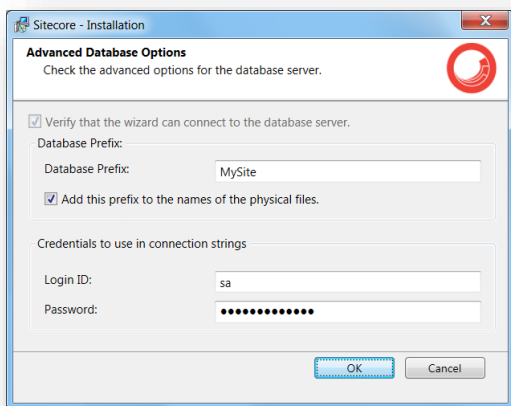 Sitecore - Installation
Advanced Database Options
Check the advanced options for the database server.
Verify that the wizard can connect to the database server.
Database Prefix:
Database Prefix: MySite
Add this prefix to the names of the physical files.
Credentials to use in connection strings
Login ID: sa
Password: •••••••••••••
OK Cancel